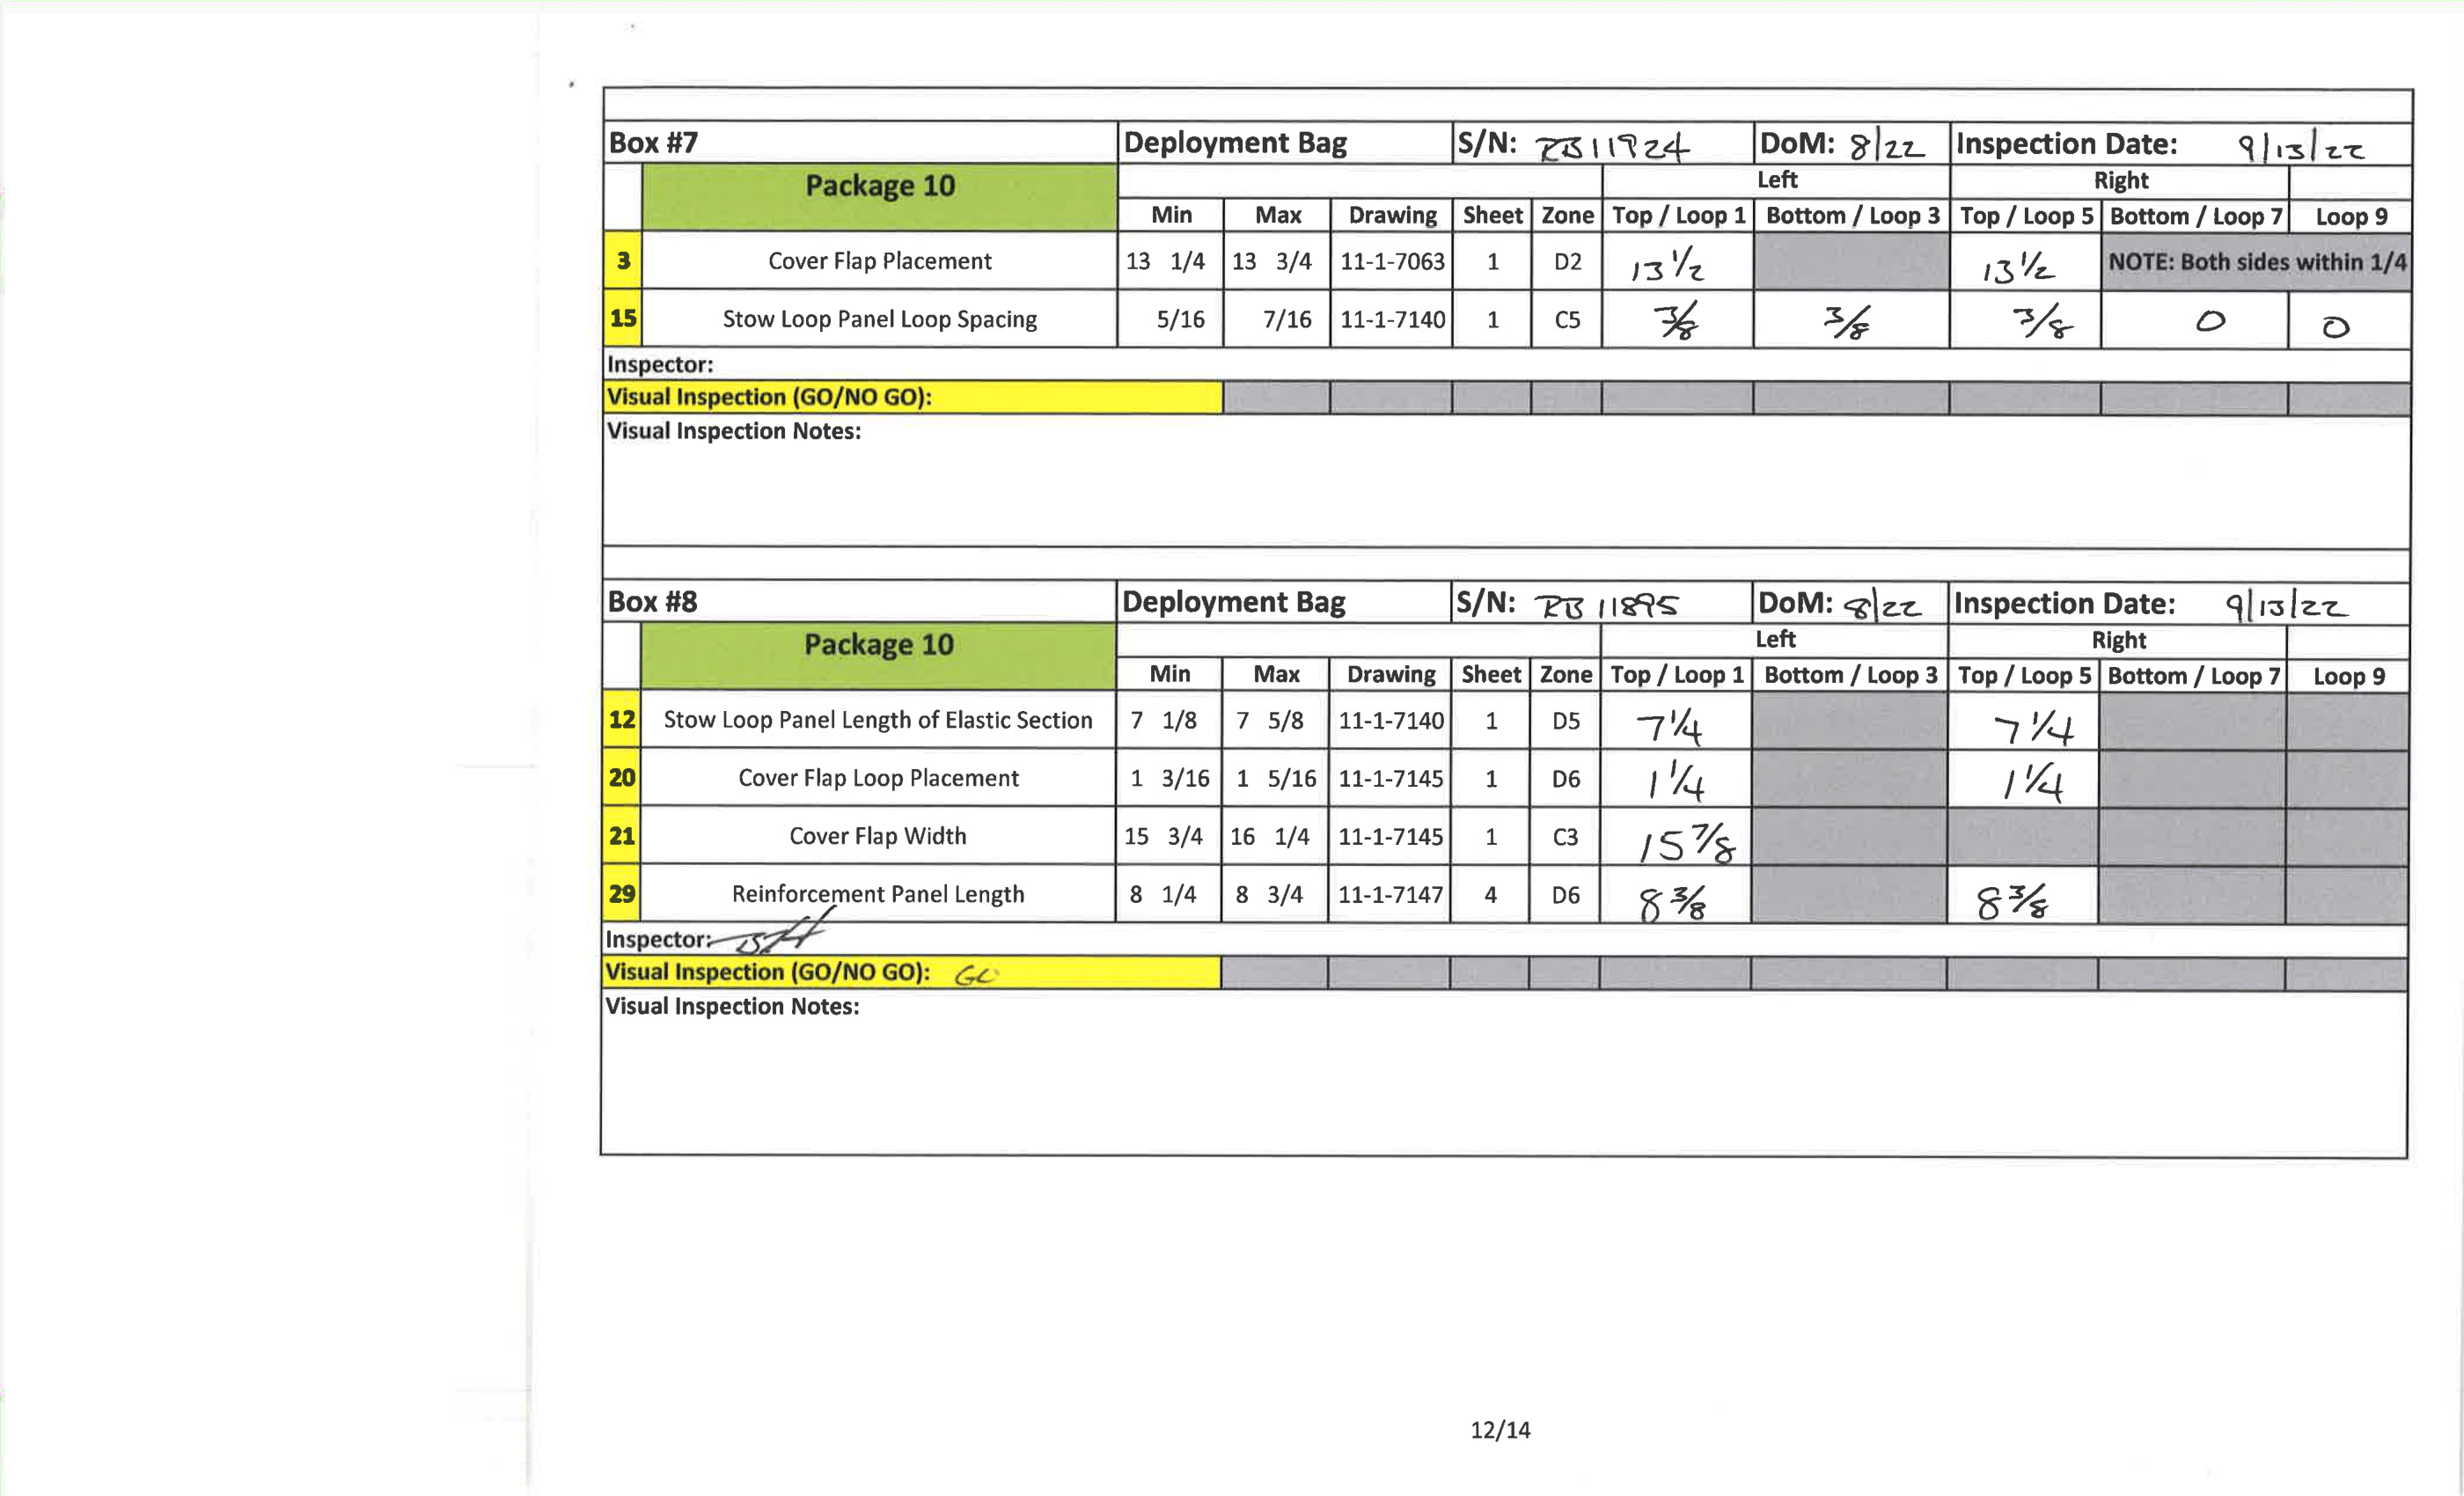 Box #7 Deployment Bag S/N: RB11924 DoM: 8/22 Inspection Date: 9/13/22
Package 10 Left Right
Min Max Drawing Sheet Zone Top / Loop 1 Bottom / Loop 3 Top / Loop 5 Bottom / Loop 7 Loop 9
3 Cover Flap Placement 13 1/4 13 3/4 11-1-7063 1 D2 13 1/2 13 1/2 NOTE: Both sides within 1/4
15 Stow Loop Panel Loop Spacing 5/16 7/16 11-1-7140 1 C5 3/8 3/8 3/8 0 0
Inspector:
Visual Inspection (GO/NO GO):
Visual Inspection Notes:
Box #8 Deployment Bag S/N: RB 11895 DoM: 8/22 Inspection Date: 9/13/22
Package 10 Left Right
Min Max Drawing Sheet Zone Top / Loop 1 Bottom / Loop 3 Top / Loop 5 Bottom / Loop 7 Loop 9
12 Stow Loop Panel Length of Elastic Section 7 1/8 7 5/8 11-1-7140 1 D5 7 1/4 7 1/4
20 Cover Flap Loop Placement 1 3/16 1 5/16 11-1-7145 1 D6 1 1/4 1 1/4
21 Cover Flap Width 15 3/4 16 1/4 11-1-7145 1 C3 15 7/8
29 Reinforcement Panel Length 8 1/4 8 3/4 11-1-7147 4 D6 8 3/8 8 3/8
Inspector:
Visual Inspection (GO/NO GO): GO
Visual Inspection Notes:
12/14